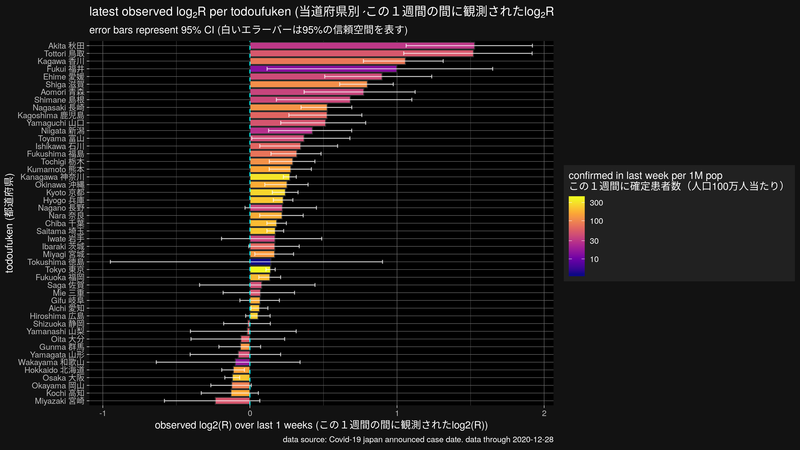 latest observed log₂R per todoufuken (当道府県別 この１週間の間に観測されたlog₂R
error bars represent 95% CI (白いエラーバーは95%の信頼空間を表す)
todoufuken (都道府県)
Akita 秋田
Tottori 鳥取
Kagawa 香川
Fukui 福井
Ehime 愛媛
Shiga 滋賀
Aomori 青森
Shimane 島根
Nagasaki 長崎
Kagoshima 鹿児島
Yamaguchi 山口
Niigata 新潟
Toyama 富山
Ishikawa 石川
Fukushima 福島
Tochigi 栃木
Kumamoto 熊本
Kanagawa 神奈川
Okinawa 沖縄
Kyoto 京都
Hyogo 兵庫
Nagano 長野
Nara 奈良
Chiba 千葉
Saitama 埼玉
Iwate 岩手
Ibaraki 茨城
Miyagi 宮城
Tokushima 徳島
Tokyo 東京
Fukuoka 福岡
Saga 佐賀
Mie 三重
Gifu 岐阜
Aichi 愛知
Hiroshima 広島
Shizuoka 静岡
Yamanashi 山梨
Oita 大分
Gunma 群馬
Yamagata 山形
Wakayama 和歌山
Hokkaido 北海道
Osaka 大阪
Okayama 岡山
Kochi 高知
Miyazaki 宮崎
-1 0 1 2
observed log2(R) over last 1 weeks (この１週間の間に観測されたlog2(R))
data source: Covid-19 japan announced case date. data through 2020-12-28
confirmed in last week per 1M pop
この１週間に確定患者数（人口100万人当たり）
300
100
30
10